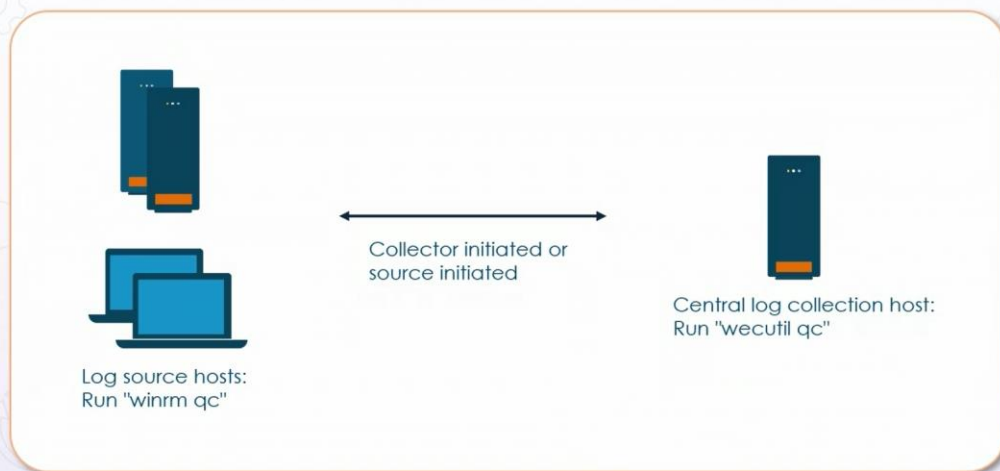 Collector initiated or
source initiated
Central log collection host:
Run "wecutil qc"
Log source hosts:
Run "winrm qc"